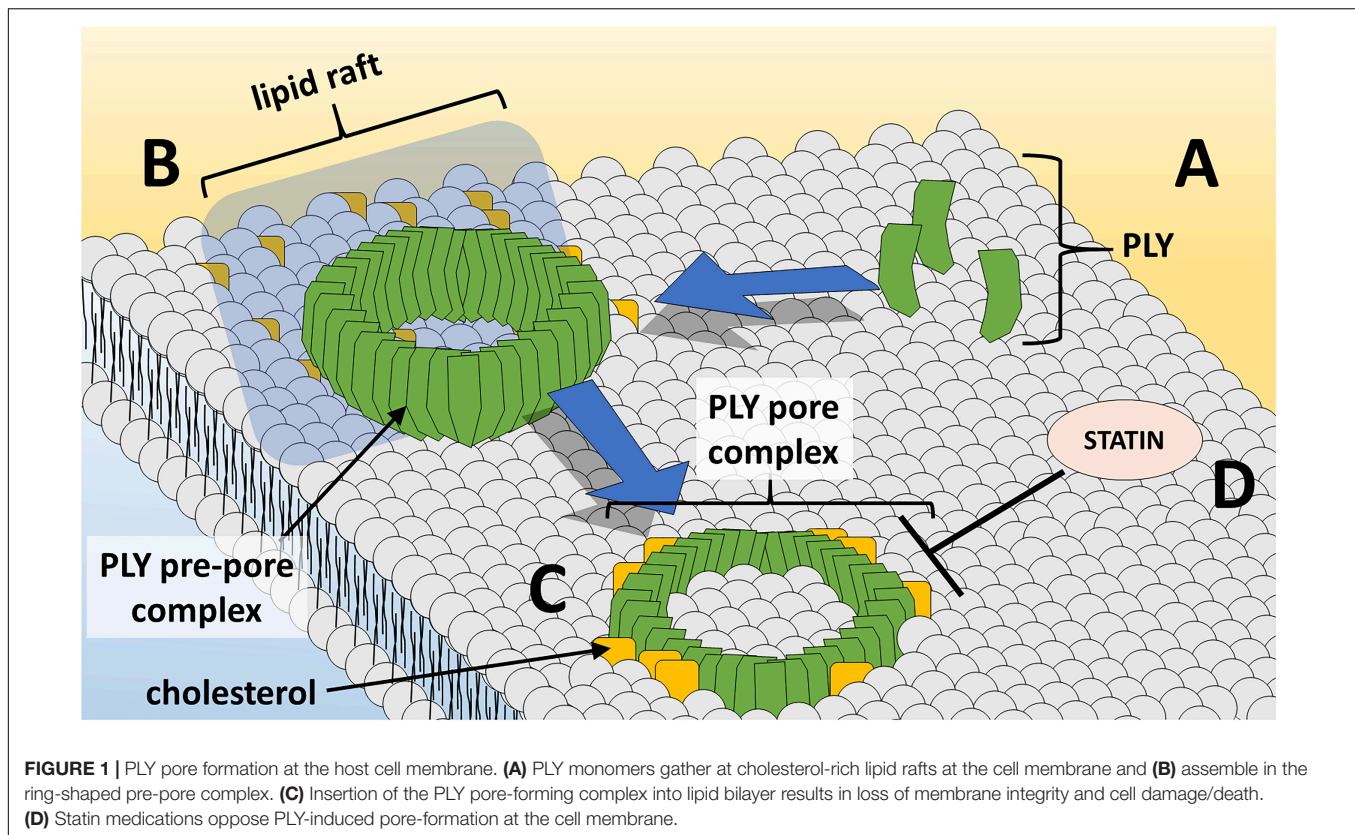 lipid raft
B
A
PLY
PLY pore
complex
STATIN
D
PLY pre-pore
complex
C
cholesterol
FIGURE 1 | PLY pore formation at the host cell membrane. (A) PLY monomers gather at cholesterol-rich lipid rafts at the cell membrane and (B) assemble in the
ring-shaped pre-pore complex. (C) Insertion of the PLY pore-forming complex into lipid bilayer results in loss of membrane integrity and cell damage/death.
(D) Statin medications oppose PLY-induced pore-formation at the cell membrane.